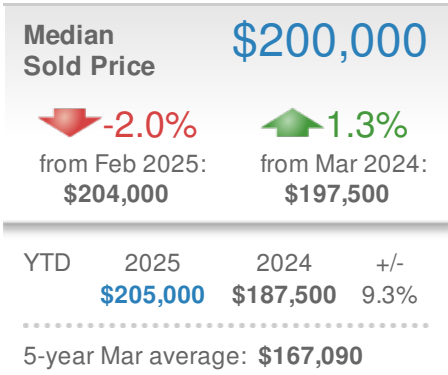 Median
Sold Price
$200,000
-2.0%
1.3%
from Feb 2025:
from Mar 2024:
$204,000
$197,500
YTD 2025 2024 +/-
$205,000 $187,500 9.3%
5-year Mar average: $167,090